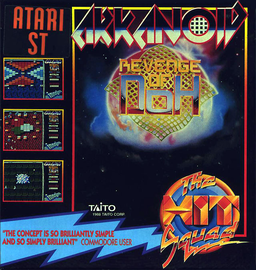 ATARI
ST
ARKANOID
REVENGE
OF
DOH
TAITO
1988 TAITO CORP
The
HIT
Squad
"THE CONCEPT IS SO BRILLIANTLY SIMPLE
AND SO SIMPLY BRILLIANT" COMMODORE USER